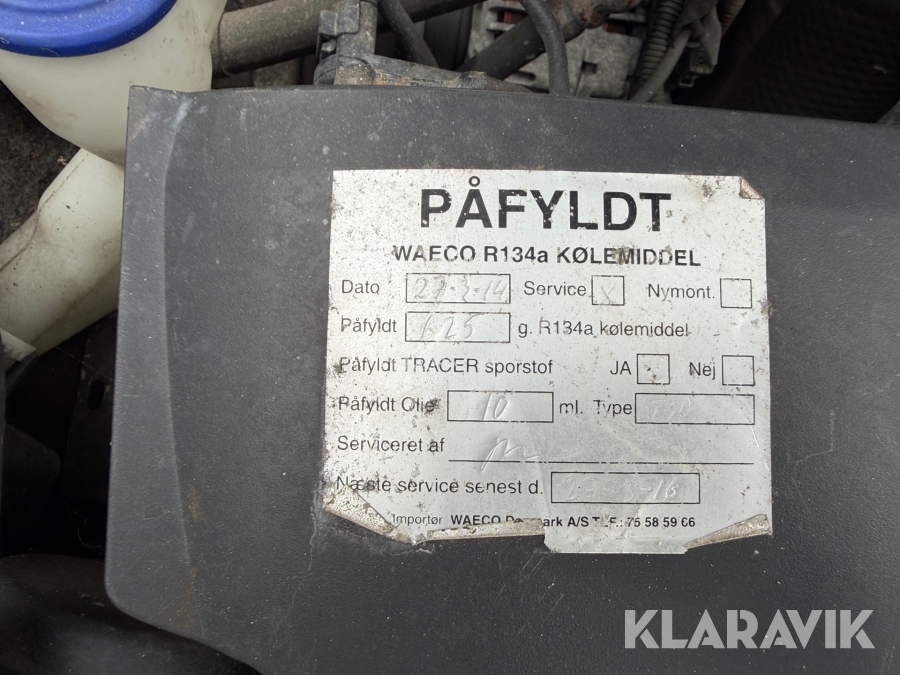 PÅFYLDT
WAECO R134a KØLEMIDDEL
Dato 27-3-14 Service X Nymont.
Påfyldt 625 g. R134a kølemiddel
Påfyldt TRACER sporstof JA Nej
Påfyldt Olie 10 ml. Type
Serviceret af
Næste service senest d. -16
Importør WAECO Danmark A/S TLF.: 75 58 59 66
KLARAVIK